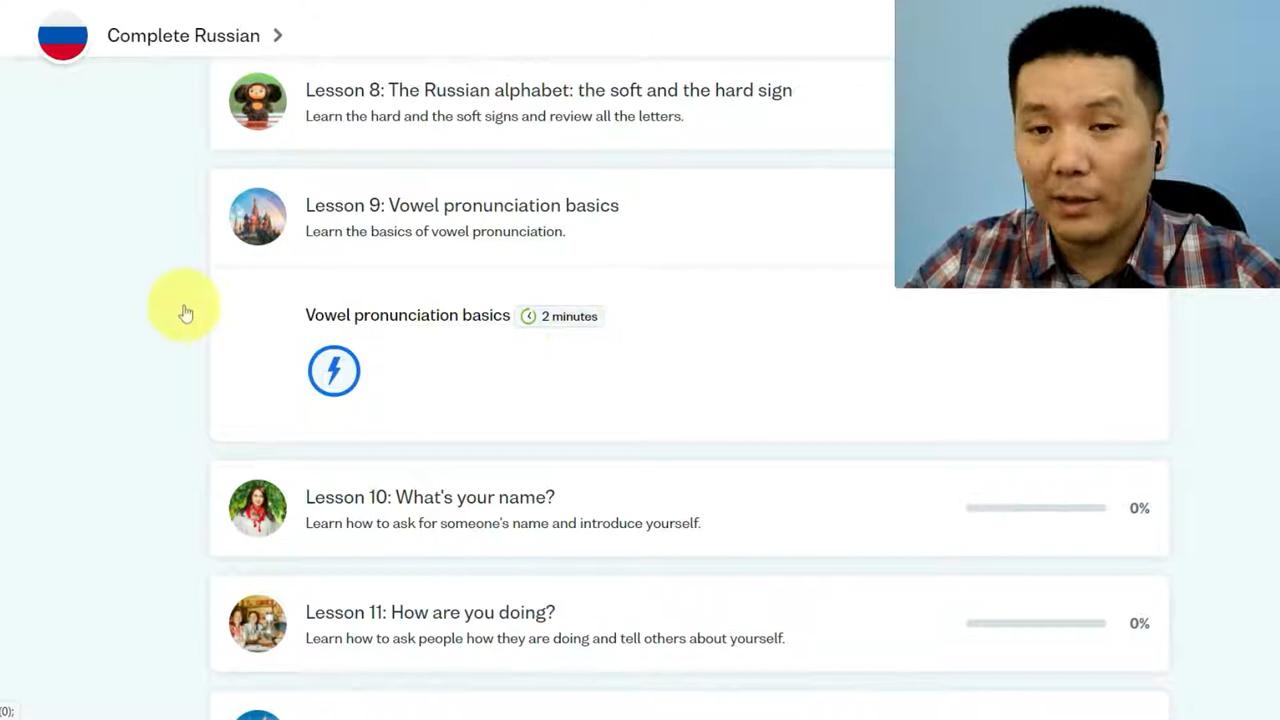 Complete Russian
Lesson 8: The Russian alphabet: the soft and the hard sign
Learn the hard and the soft signs and review all the letters.
Lesson 9: Vowel pronunciation basics
Learn the basics of vowel pronunciation.
Vowel pronunciation basics 2 minutes
Lesson 10: What's your name?
Learn how to ask for someone's name and introduce yourself.
0%
Lesson 11: How are you doing?
Learn how to ask people how they are doing and tell others about yourself.
0%
(0);